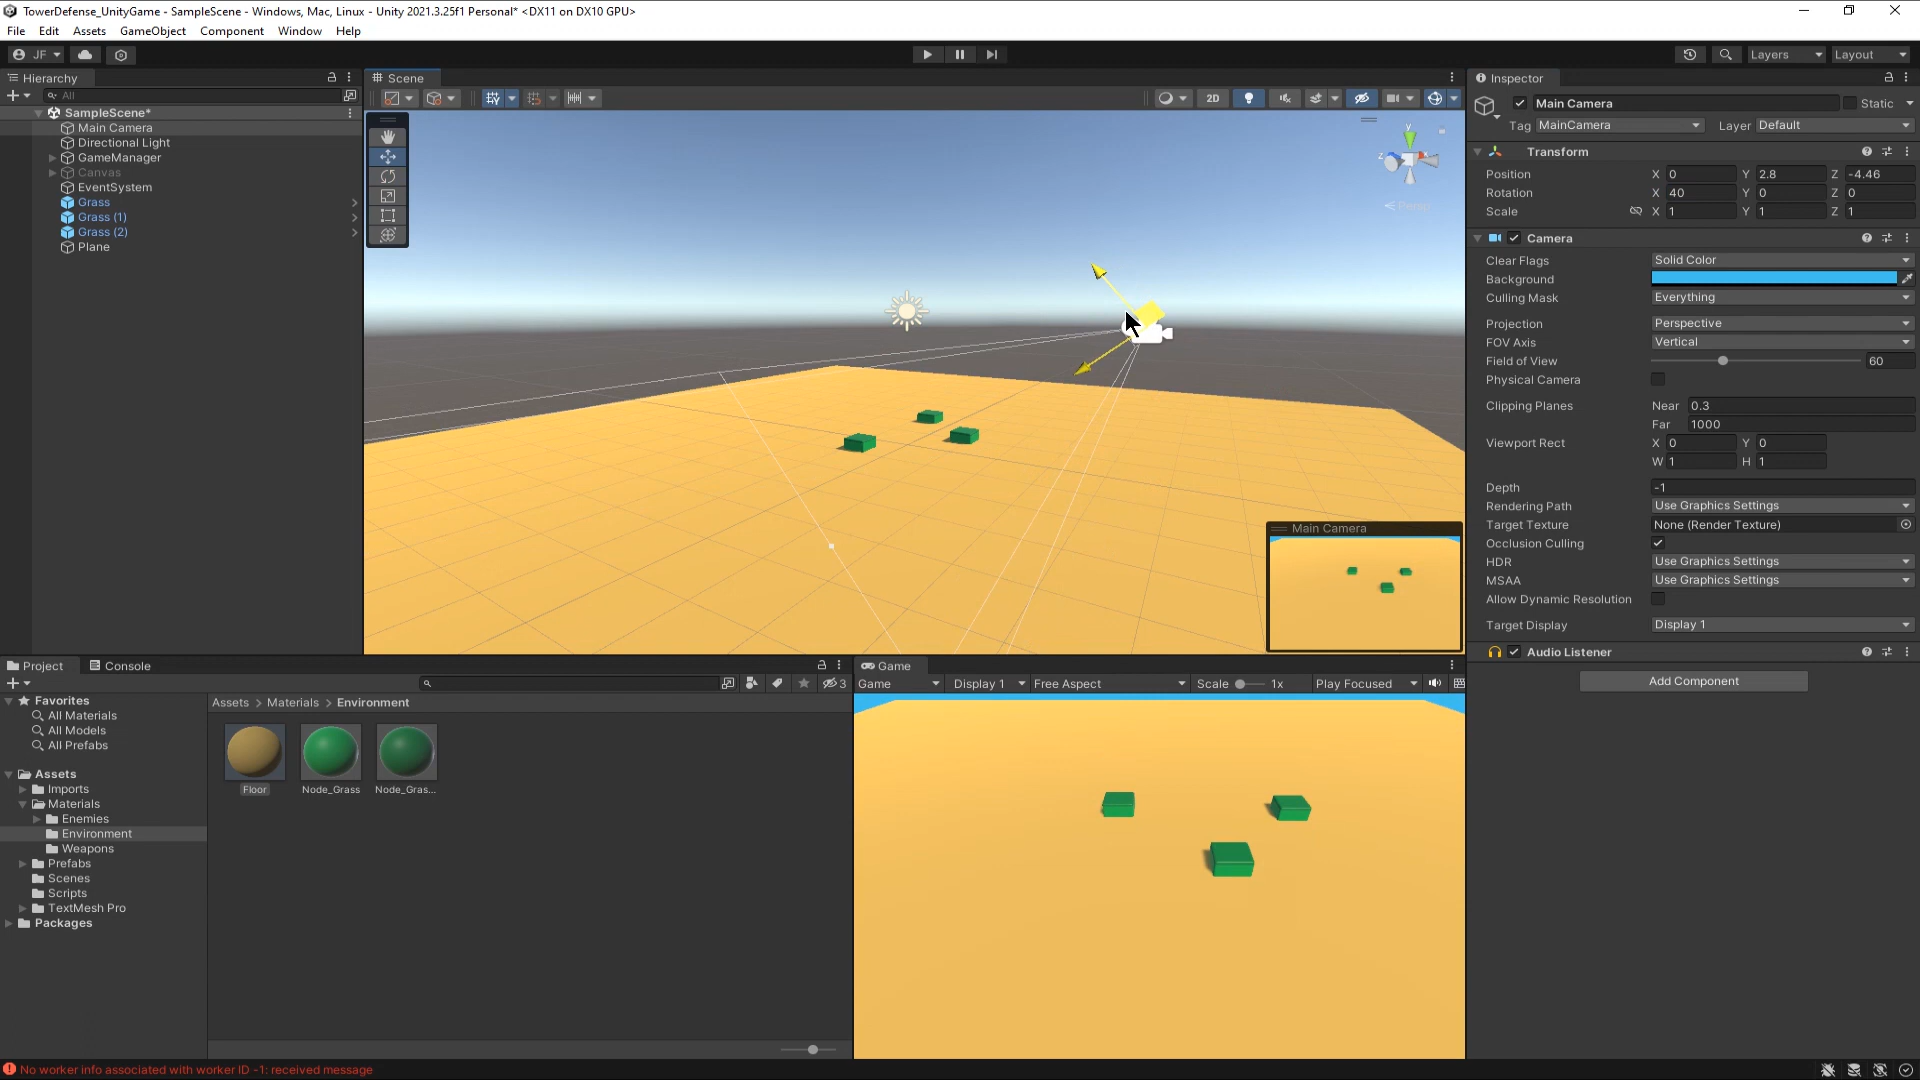 TowerDefense_UnityGame - SampleScene - Windows, Mac, Linux - Unity 2021.3.25f1 Personal* <DX11 on DX10 GPU>
File Edit Assets GameObject Component Window Help
JF
Layers
Layout
Hierarchy
All
SampleScene*
Main Camera
Directional Light
GameManager
Canvas
EventSystem
Grass
Grass (1)
Grass (2)
Plane
Scene
2D
y
z
x
Persp
Main Camera
Inspector
Main Camera
Static
Tag MainCamera Layer Default
Transform
Position X 0 Y 2.8 Z -4.46
Rotation X 40 Y 0 Z 0
Scale X 1 Y 1 Z 1
Camera
Clear Flags Solid Color
Background
Culling Mask Everything
Projection Perspective
FOV Axis Vertical
Field of View 60
Physical Camera
Clipping Planes Near 0.3
Far 1000
Viewport Rect X 0 Y 0
W 1 H 1
Depth -1
Rendering Path Use Graphics Settings
Target Texture None (Render Texture)
Occlusion Culling
HDR Use Graphics Settings
MSAA Use Graphics Settings
Allow Dynamic Resolution
Target Display Display 1
Audio Listener
Add Component
Project Console
3
Favorites
All Materials
All Models
All Prefabs
Assets
Imports
Materials
Enemies
Environment
Weapons
Prefabs
Scenes
Scripts
TextMesh Pro
Packages
Assets > Materials > Environment
Floor Node_Grass Node_Gras...
Game
Game Display 1 Free Aspect Scale 1x Play Focused
No worker info associated with worker ID -1: received message